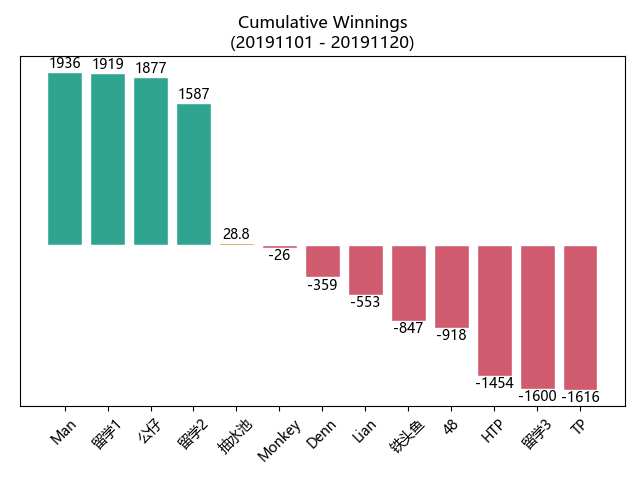 Cumulative Winnings
(20191101 - 20191120)
1936
1919
1877
1587
28.8
-26
-359
-553
-847
-918
-1454
-1600
-1616
Man
留学1
公仔
留学2
抽水池
Monkey
Denn
Lian
铁头鱼
48
HTP
留学3
TP